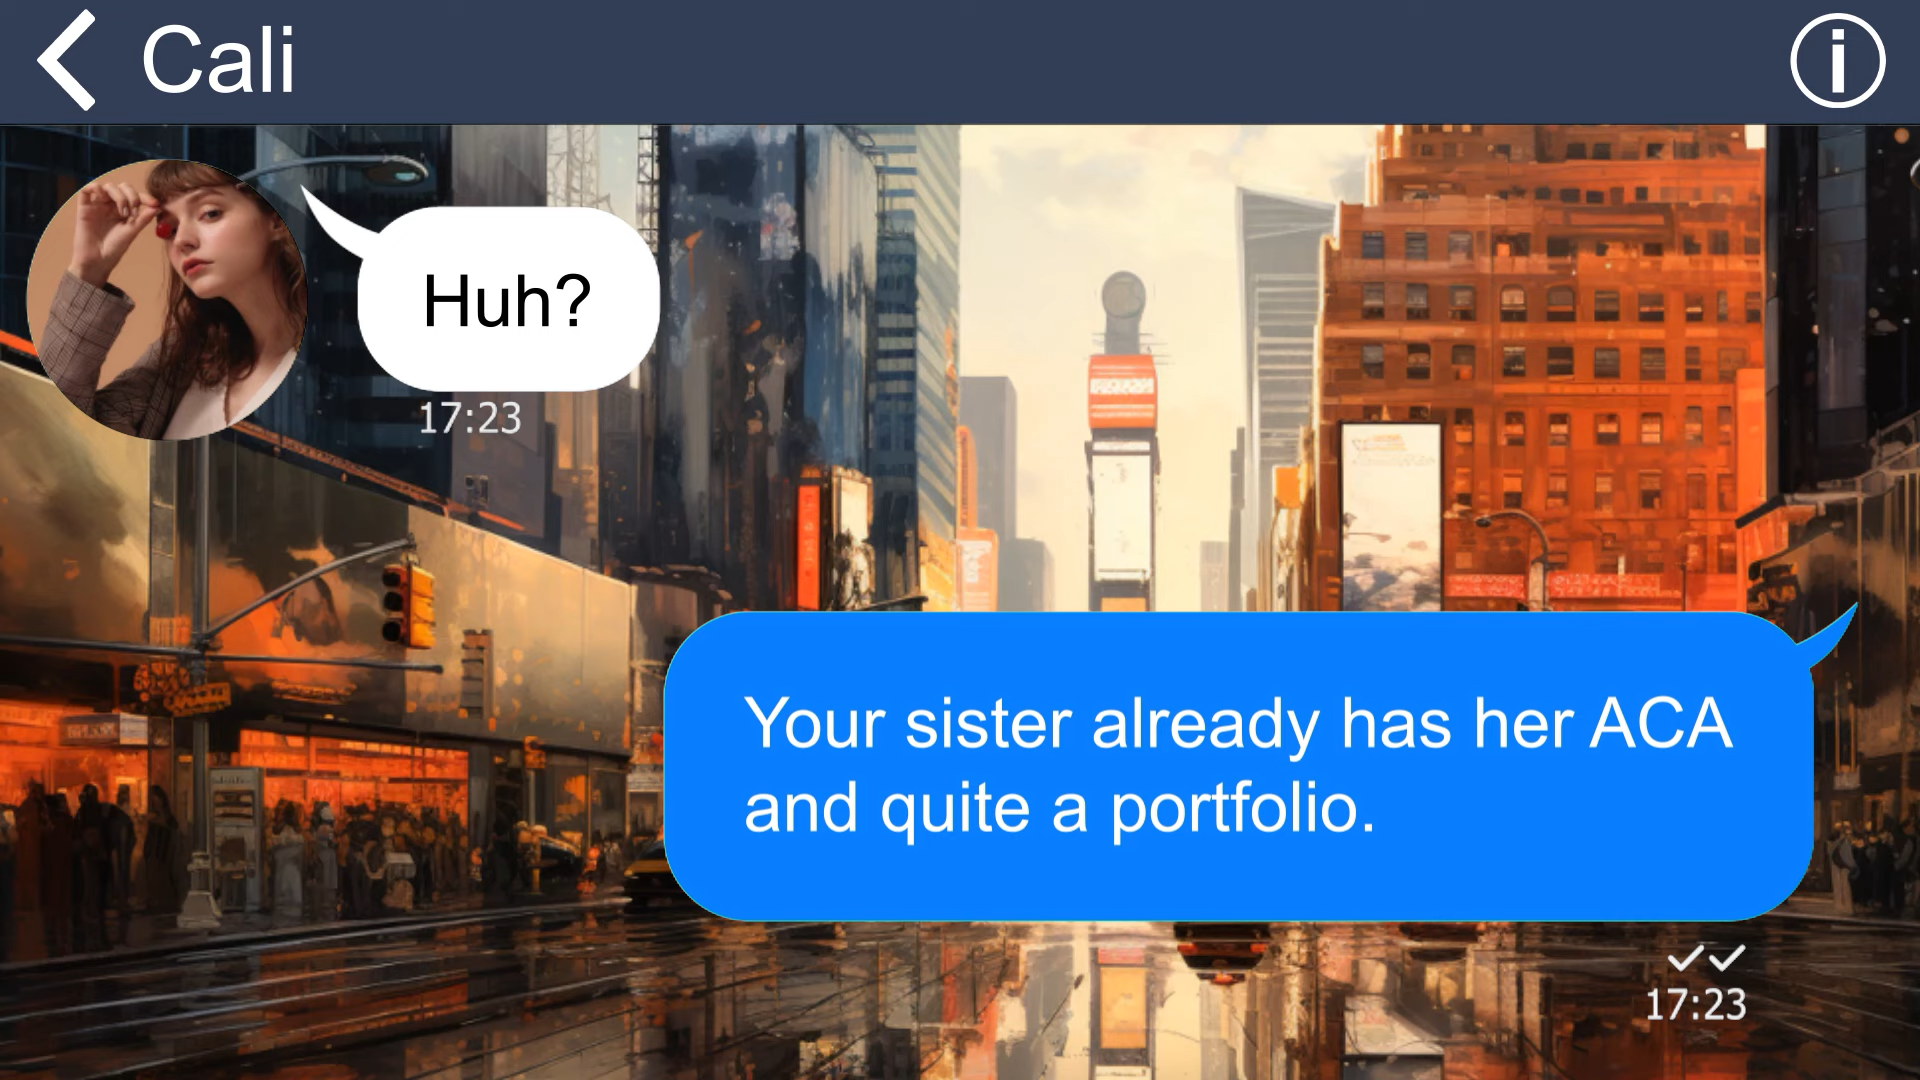 Cali
Huh?
17:23
Your sister already has her ACA
and quite a portfolio.
17:23